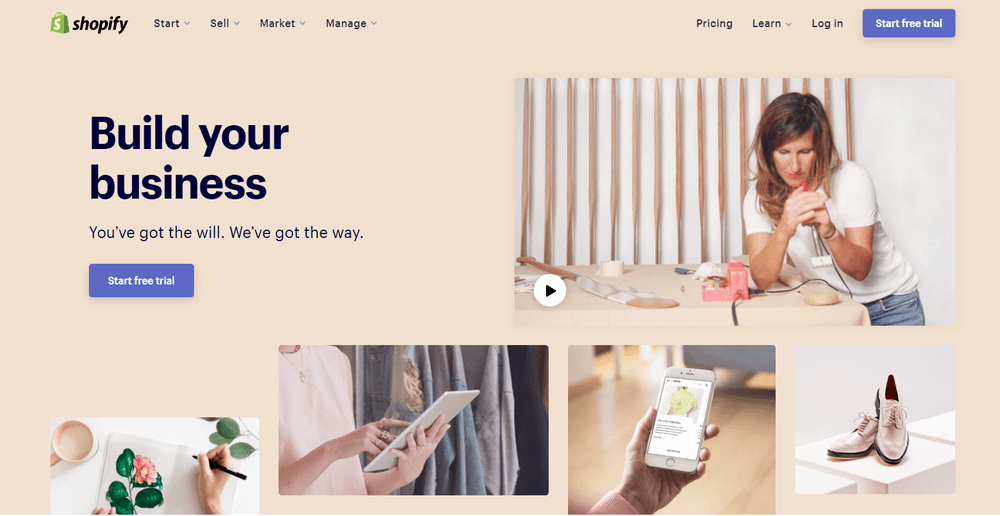 shopify
Start
Sell
Market
Manage
Pricing
Learn
Log in
Start free trial
Build your
business
You've got the will. We've got the way.
Start free trial